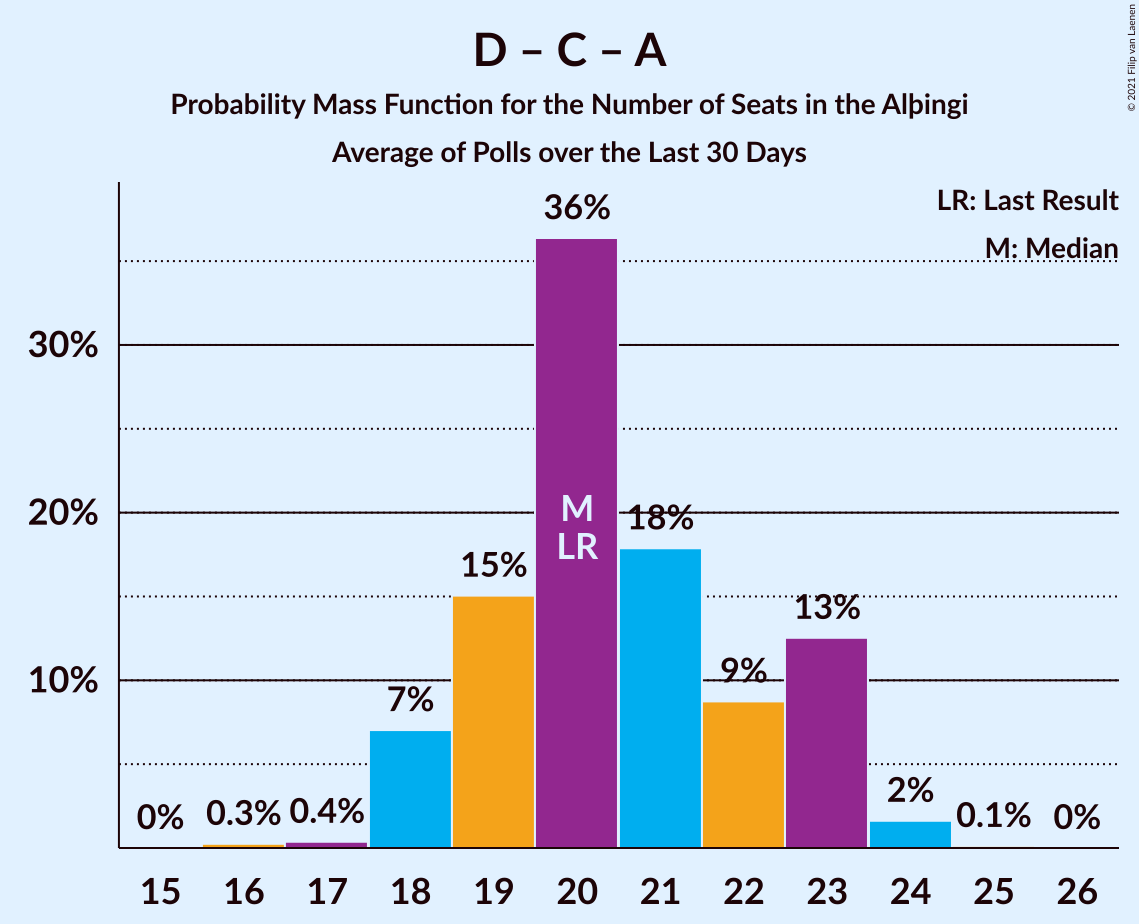 D – C – A
Probability Mass Function for the Number of Seats in the Alþingi
Average of Polls over the Last 30 Days
© 2021 Filip van Laenen
LR: Last Result
M: Median
30%
20%
10%
0%
0.3%
0.4%
7%
15%
36%
18%
9%
13%
2%
0.1%
0%
M
LR
15 16 17 18 19 20 21 22 23 24 25 26